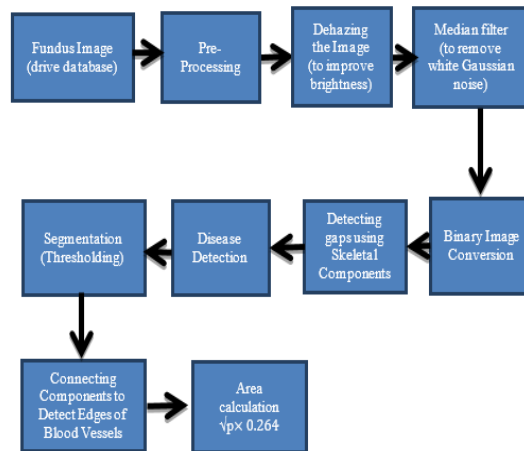 Fundus Image
(drive database)
Pre-
Processing
Dehazing
the Image
(to improve
brightness)
Median filter
(to remove
white Gaussian
noise)
Binary Image
Conversion
Detecting
gaps using
Skeletal
Components
Disease
Detection
Segmentation
(Thresholding)
Connecting
Components to
Detect Edges of
Blood Vessels
Area
calculation
√p× 0.264